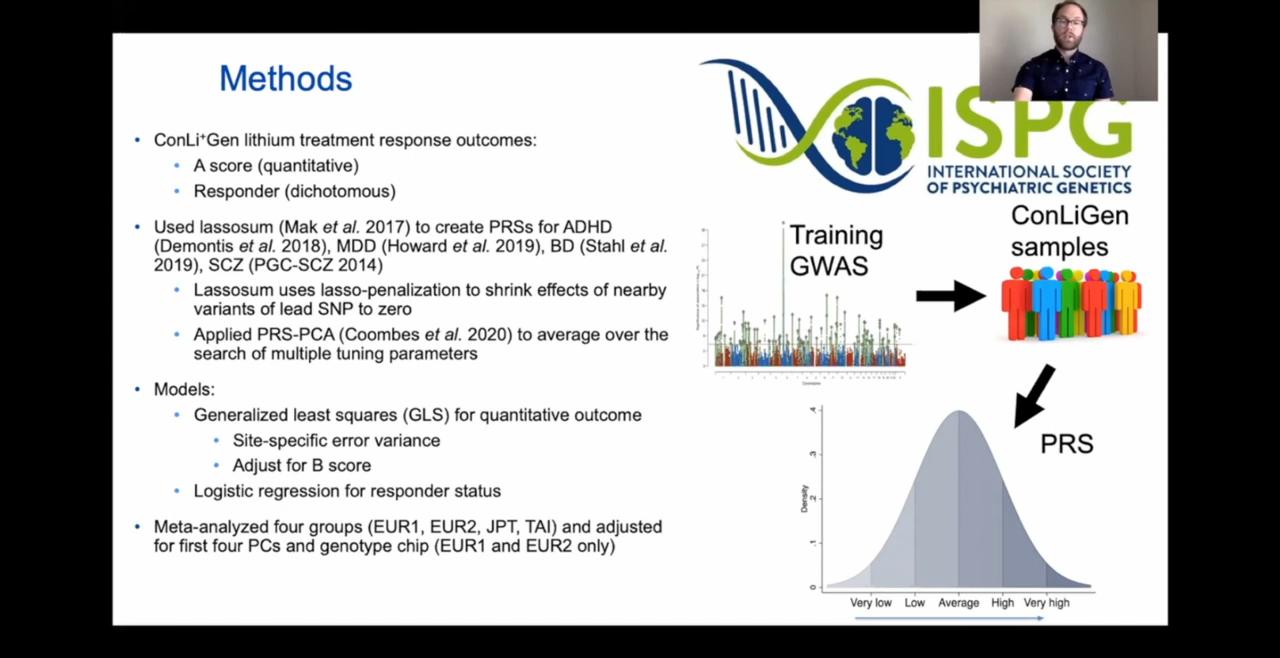 Methods
ConLi⁺Gen lithium treatment response outcomes:
A score (quantitative)
Responder (dichotomous)
Used lassosum (Mak et al. 2017) to create PRSs for ADHD
(Demontis et al. 2018), MDD (Howard et al. 2019), BD (Stahl et al.
2019), SCZ (PGC-SCZ 2014)
Lassosum uses lasso-penalization to shrink effects of nearby
variants of lead SNP to zero
Applied PRS-PCA (Coombes et al. 2020) to average over the
search of multiple tuning parameters
Models:
Generalized least squares (GLS) for quantitative outcome
Site-specific error variance
Adjust for B score
Logistic regression for responder status
Meta-analyzed four groups (EUR1, EUR2, JPT, TAI) and adjusted
for first four PCs and genotype chip (EUR1 and EUR2 only)
ISPG
INTERNATIONAL SOCIETY
OF PSYCHIATRIC GENETICS
Training
GWAS
ConLiGen
samples
PRS
Density
.4
.3
.2
.1
0
Very low Low Average High Very high